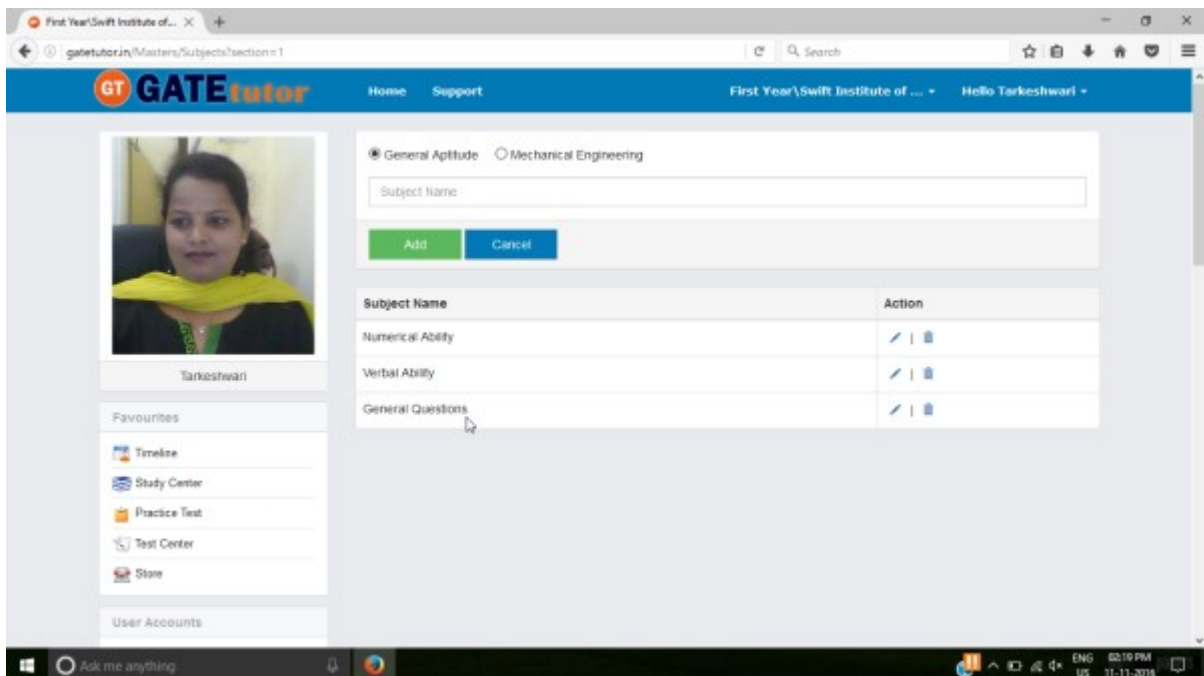 First Year\Swift Institute of...
gatetutor.in/Masters/Subjects?section=1
Search
GT GATEtutor
Home Support First Year\Swift Institute of .... Hello Tarkeshwari
General Aptitude Mechanical Engineering
Subject Name
Add Cancel
Subject Name Action
Numerical Ability |
Verbal Ability |
General Questions |
Tarkeshwari
Favourites
Timeline
Study Center
Practice Test
Test Center
Store
User Accounts
Ask me anything
ENG 02:19 PM
US 11-11-2016